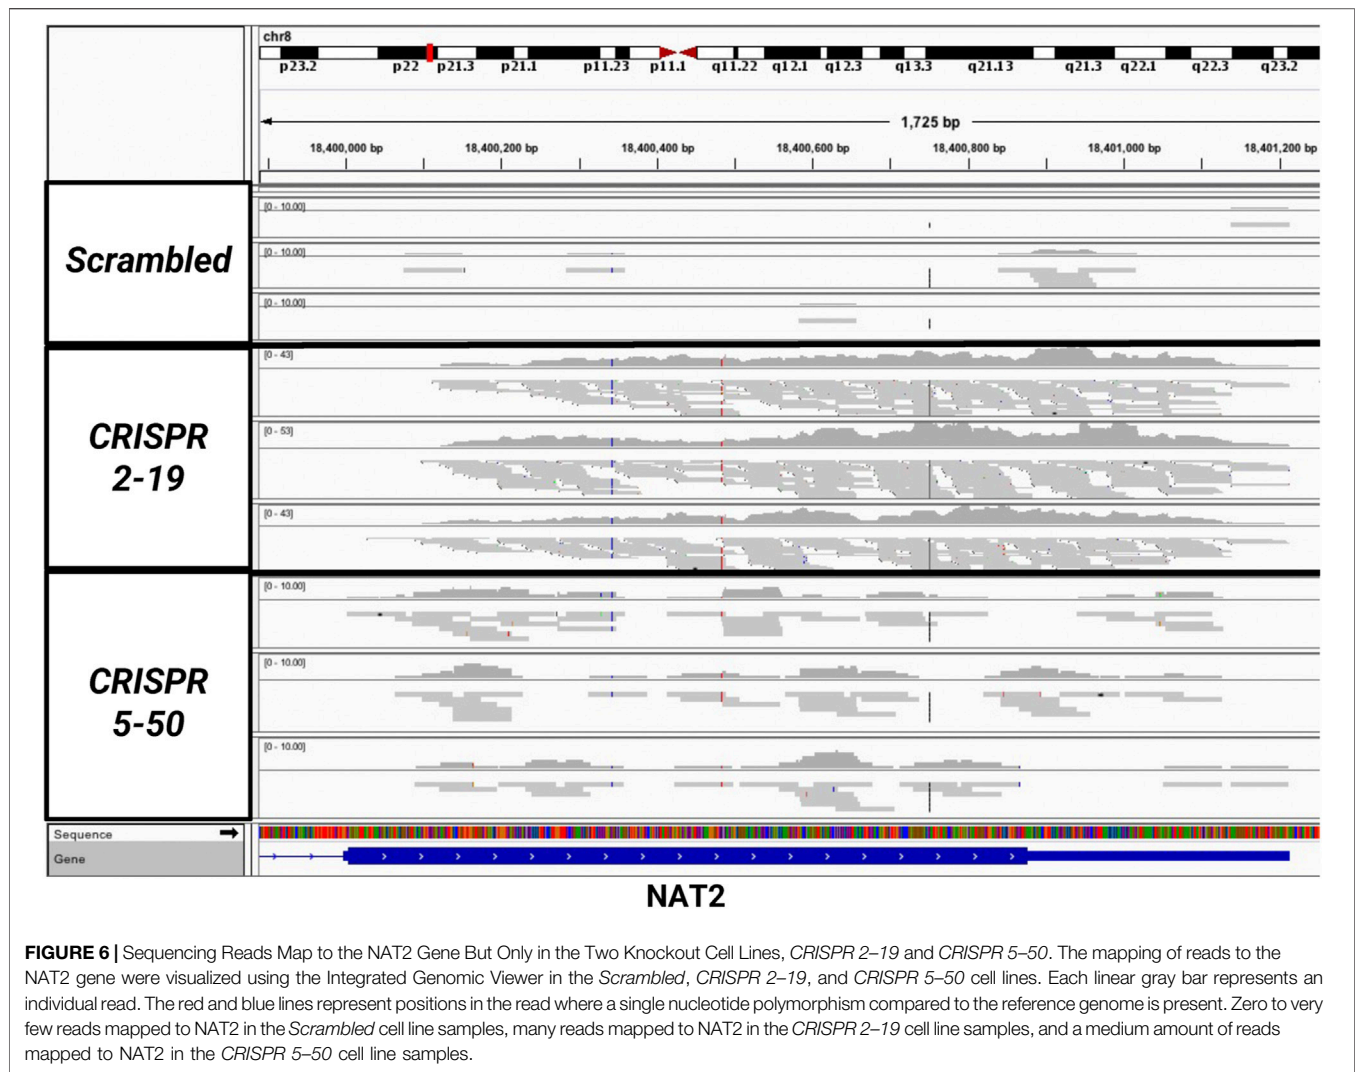 chr8
p23.2 p22 p21.3 p21.1 p11.23 p11.1 q11.22 q12.1 q12.3 q13.3 q21.13 q21.3 q22.1 q22.3 q23.2
1,725 bp
18,400,000 bp 18,400,200 bp 18,400,400 bp 18,400,600 bp 18,400,800 bp 18,401,000 bp 18,401,200 bp
[0 - 10.00]
Scrambled
[0 - 10.00]
[0 - 10.00]
[0 - 43]
CRISPR
2-19
[0 - 53]
[0 - 43]
[0 - 10.00]
CRISPR
5-50
[0 - 10.00]
[0 - 10.00]
Sequence
Gene
NAT2
FIGURE 6 | Sequencing Reads Map to the NAT2 Gene But Only in the Two Knockout Cell Lines, CRISPR 2–19 and CRISPR 5–50. The mapping of reads to the
NAT2 gene were visualized using the Integrated Genomic Viewer in the Scrambled, CRISPR 2–19, and CRISPR 5–50 cell lines. Each linear gray bar represents an
individual read. The red and blue lines represent positions in the read where a single nucleotide polymorphism compared to the reference genome is present. Zero to very
few reads mapped to NAT2 in the Scrambled cell line samples, many reads mapped to NAT2 in the CRISPR 2–19 cell line samples, and a medium amount of reads
mapped to NAT2 in the CRISPR 5–50 cell line samples.